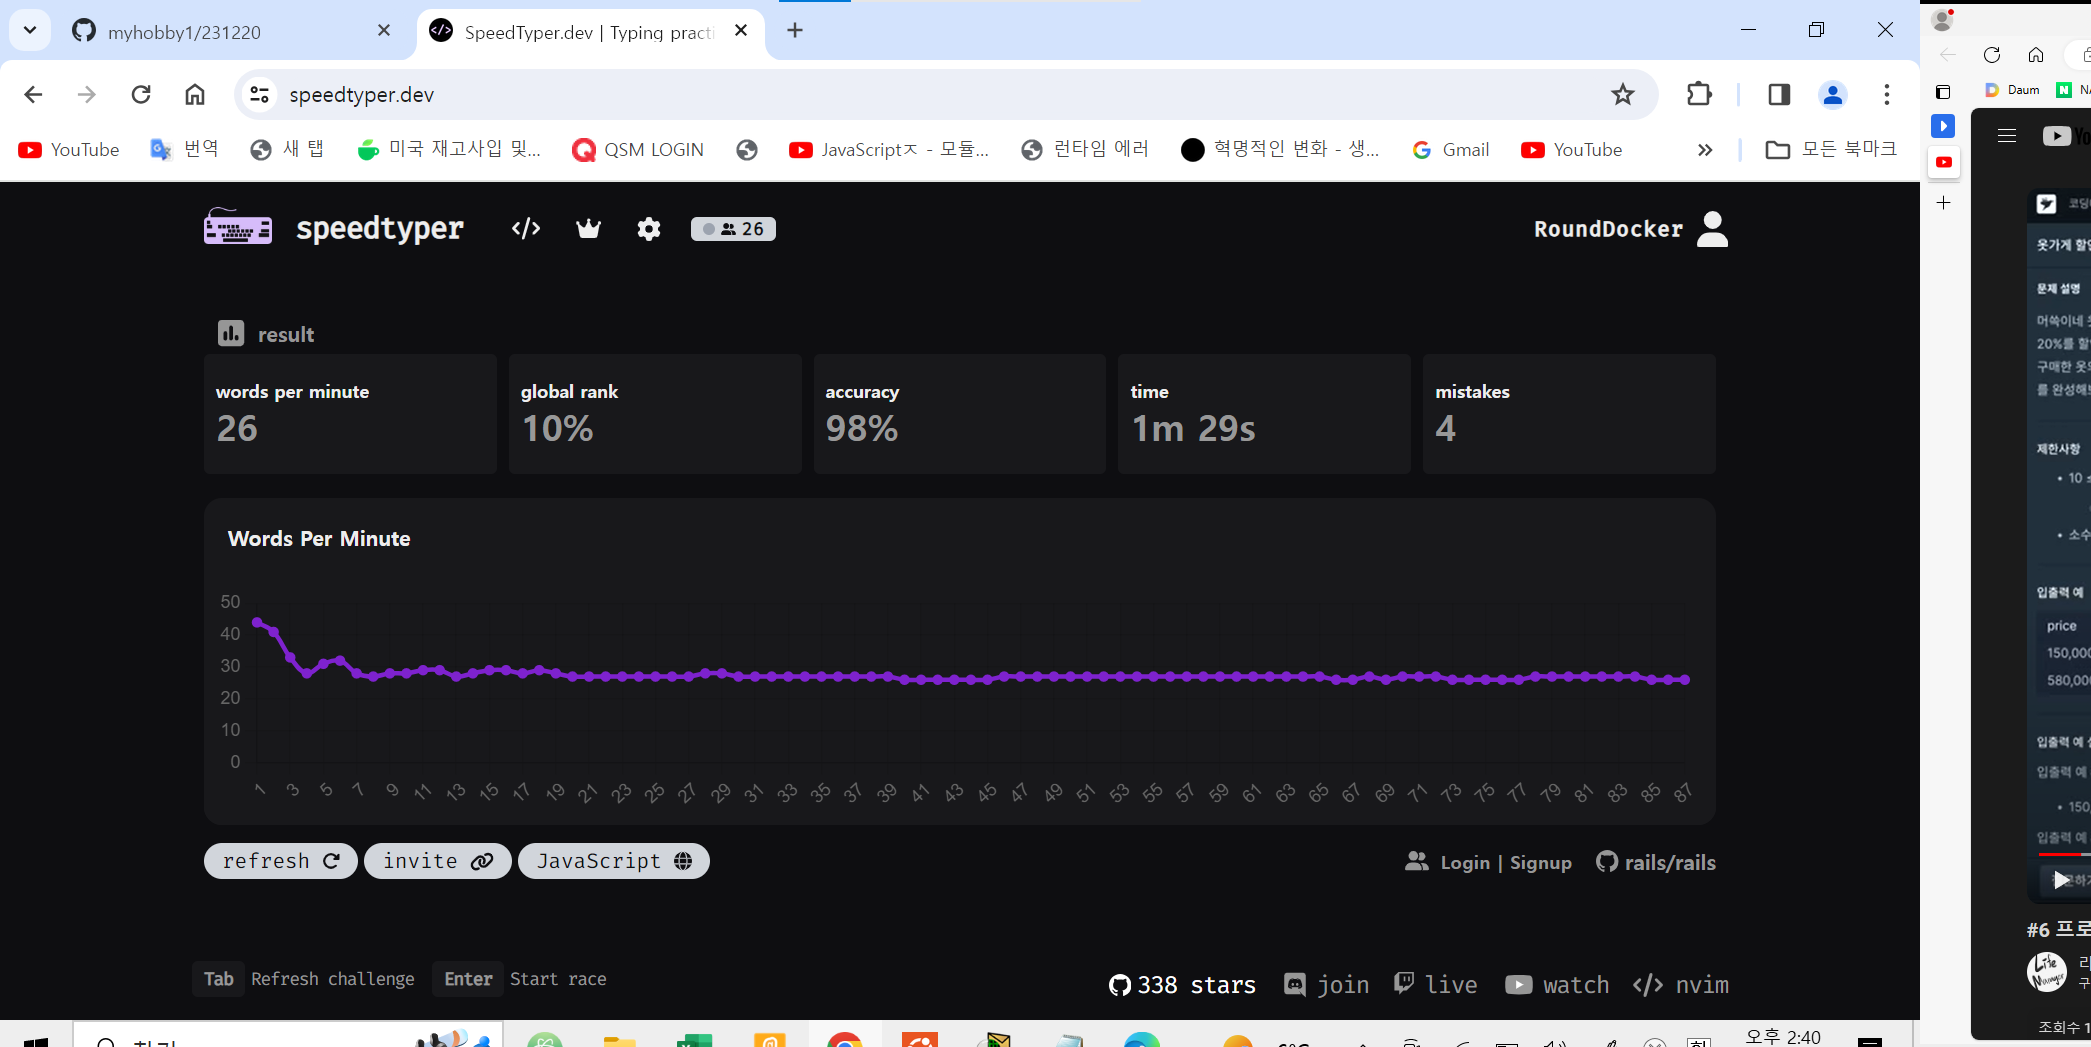 myhobby1/231220
SpeedTyper.dev | Typing practi
speedtyper.dev
YouTube 번역 새 탭 미국 재고사입 및... QSM LOGIN JavaScriptㅈ - 모듈... 런타임 에러 혁명적인 변화 - 생... Gmail YouTube » 모든 북마크
speedtyper </> 26 RoundDocker
result
words per minute
26
global rank
10%
accuracy
98%
time
1m 29s
mistakes
4
Words Per Minute
50
40
30
20
10
0
1 3 5 7 9 11 13 15 17 19 21 23 25 27 29 31 33 35 37 39 41 43 45 47 49 51 53 55 57 59 61 63 65 67 69 71 73 75 77 79 81 83 85 87
refresh invite JavaScript Login | Signup rails/rails
Tab Refresh challenge Enter Start race
338 stars join live watch </> nvim
오후 2:40
Daum
옷가게 할
문제 설명
머쓱이네
20%를 할
구매한 옷
를 완성해
제한사항
• 10
• 소수
입출력 예
price
150,000
580,000
입출력 예
입출력 예
• 150,
입출력 예
#6 프로
조회수 1